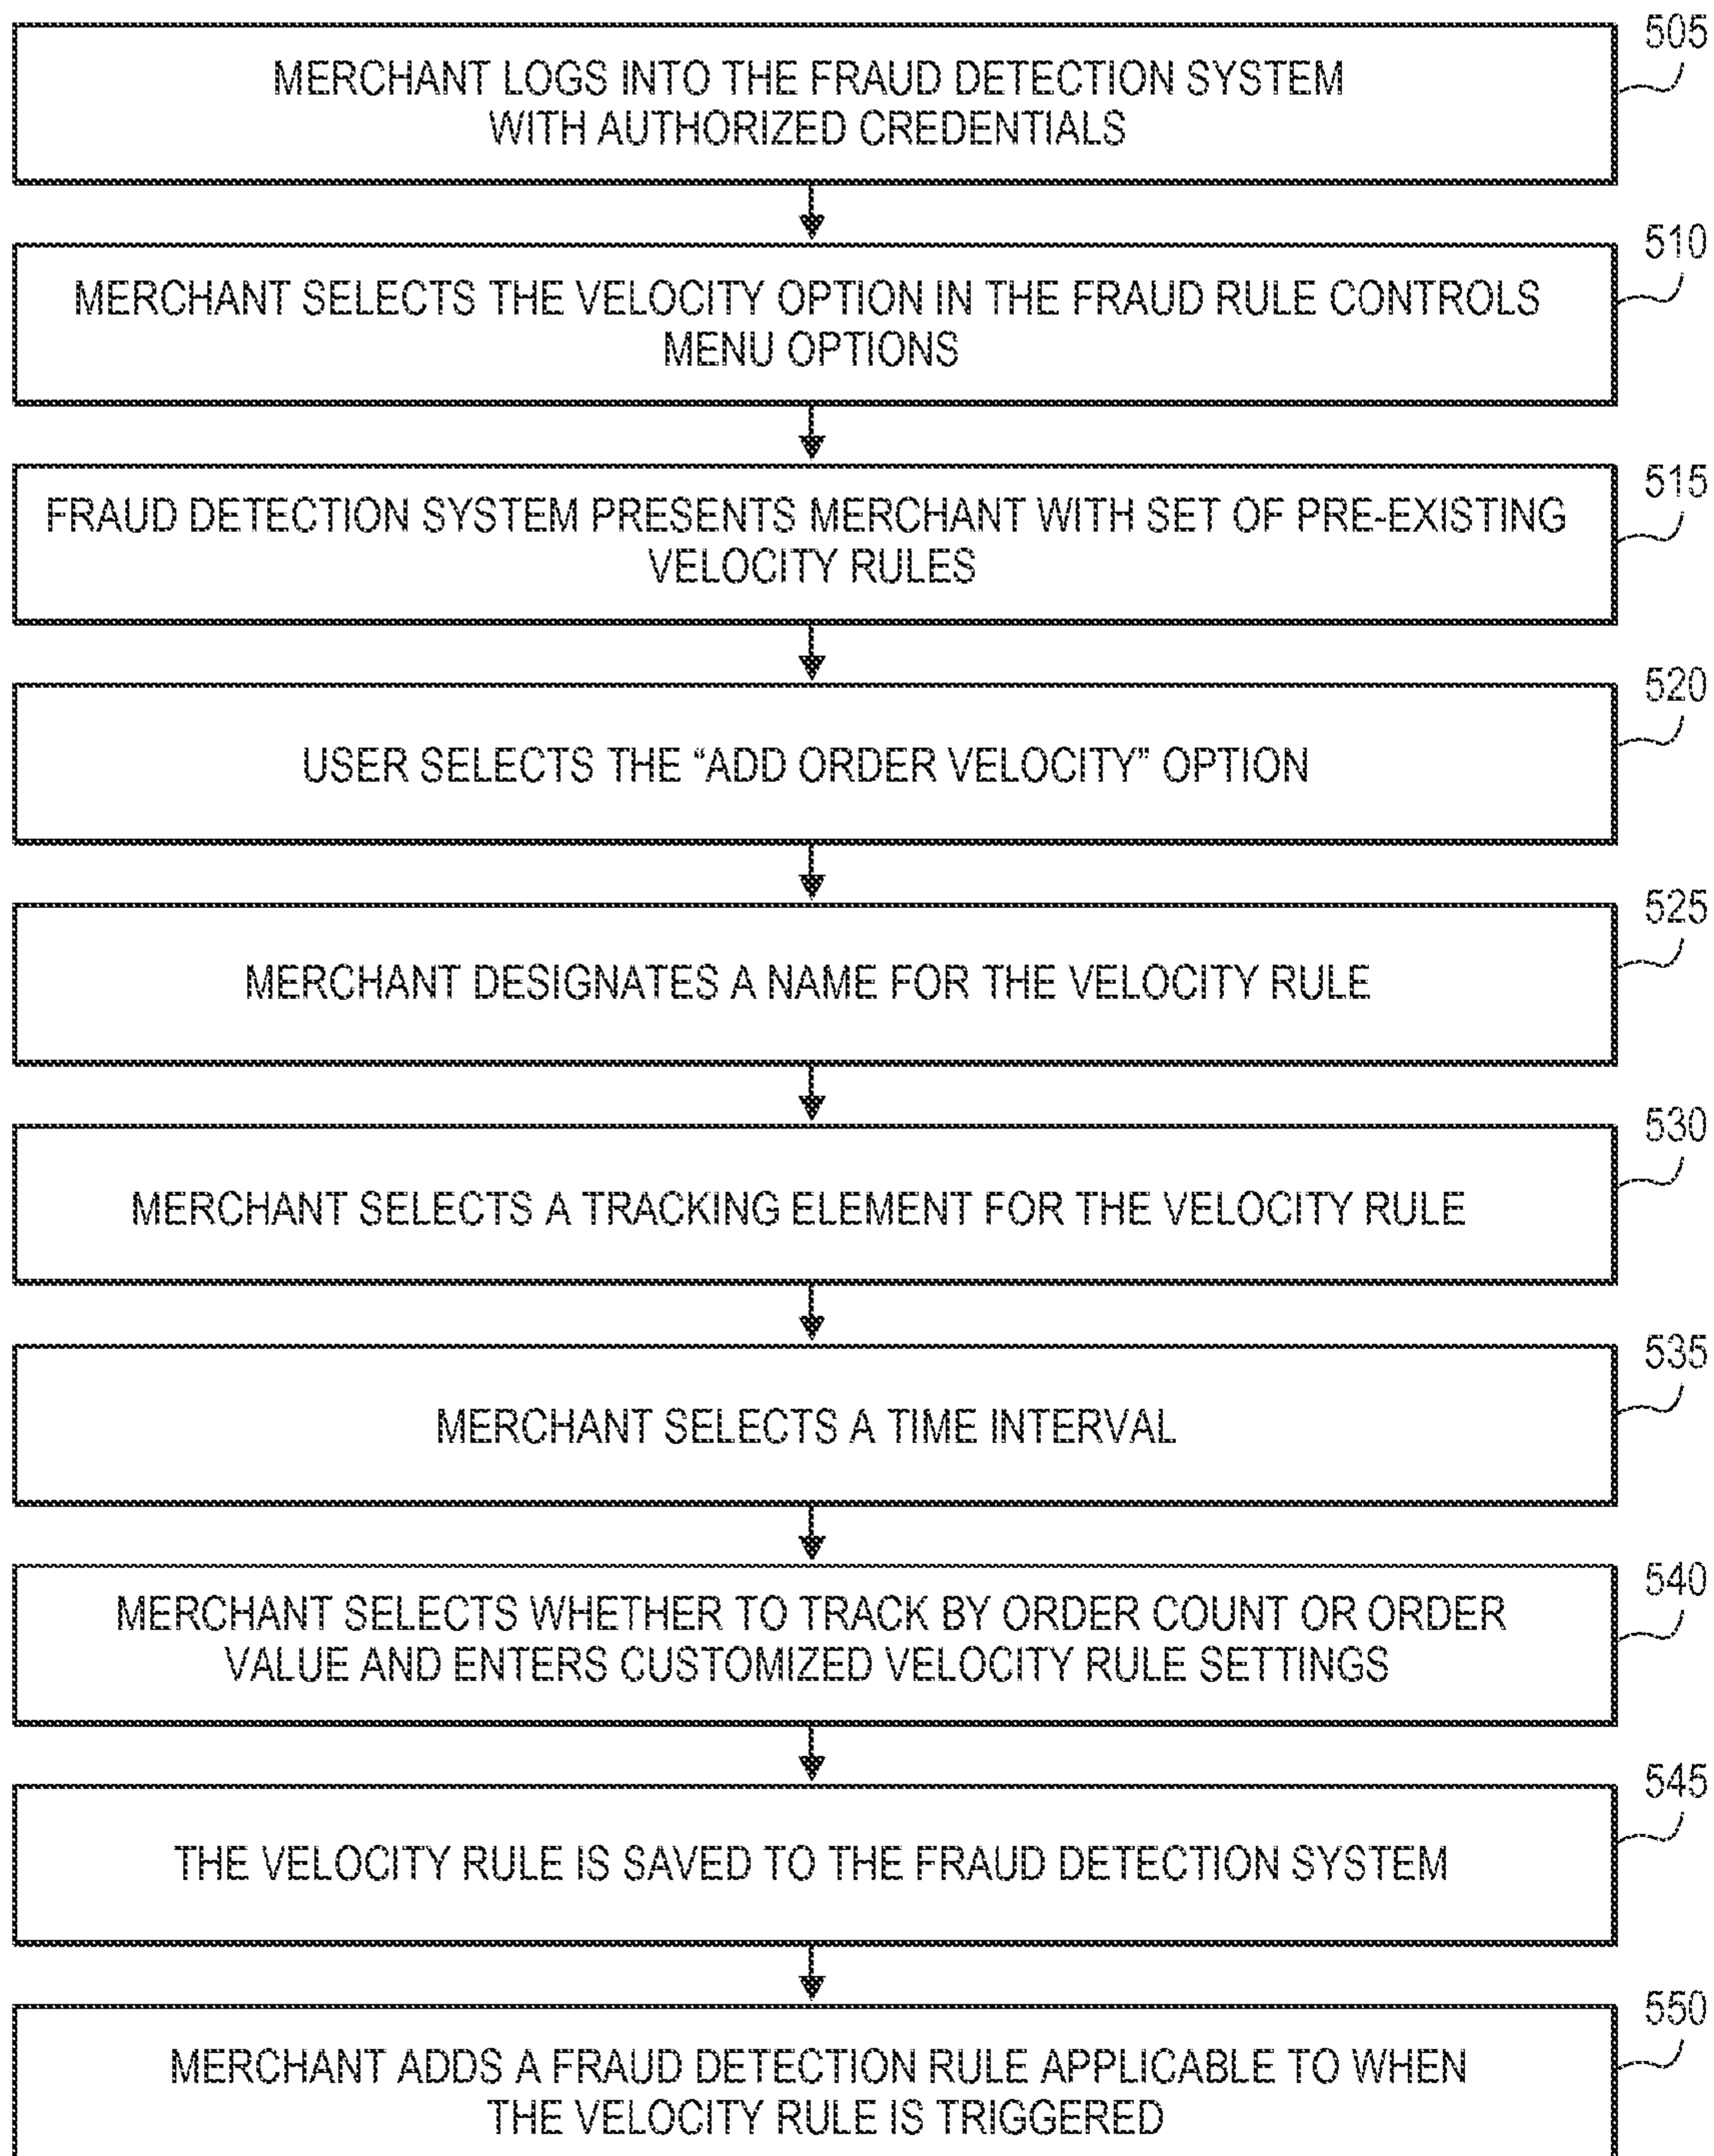 505
MERCHANT LOGS INTO THE FRAUD DETECTION SYSTEM
WITH AUTHORIZED CREDENTIALS
510
MERCHANT SELECTS THE VELOCITY OPTION IN THE FRAUD RULE CONTROLS
MENU OPTIONS
515
FRAUD DETECTION SYSTEM PRESENTS MERCHANT WITH SET OF PRE-EXISTING
VELOCITY RULES
520
USER SELECTS THE “ADD ORDER VELOCITY” OPTION
525
MERCHANT DESIGNATES A NAME FOR THE VELOCITY RULE
530
MERCHANT SELECTS A TRACKING ELEMENT FOR THE VELOCITY RULE
535
MERCHANT SELECTS A TIME INTERVAL
540
MERCHANT SELECTS WHETHER TO TRACK BY ORDER COUNT OR ORDER
VALUE AND ENTERS CUSTOMIZED VELOCITY RULE SETTINGS
545
THE VELOCITY RULE IS SAVED TO THE FRAUD DETECTION SYSTEM
550
MERCHANT ADDS A FRAUD DETECTION RULE APPLICABLE TO WHEN
THE VELOCITY RULE IS TRIGGERED